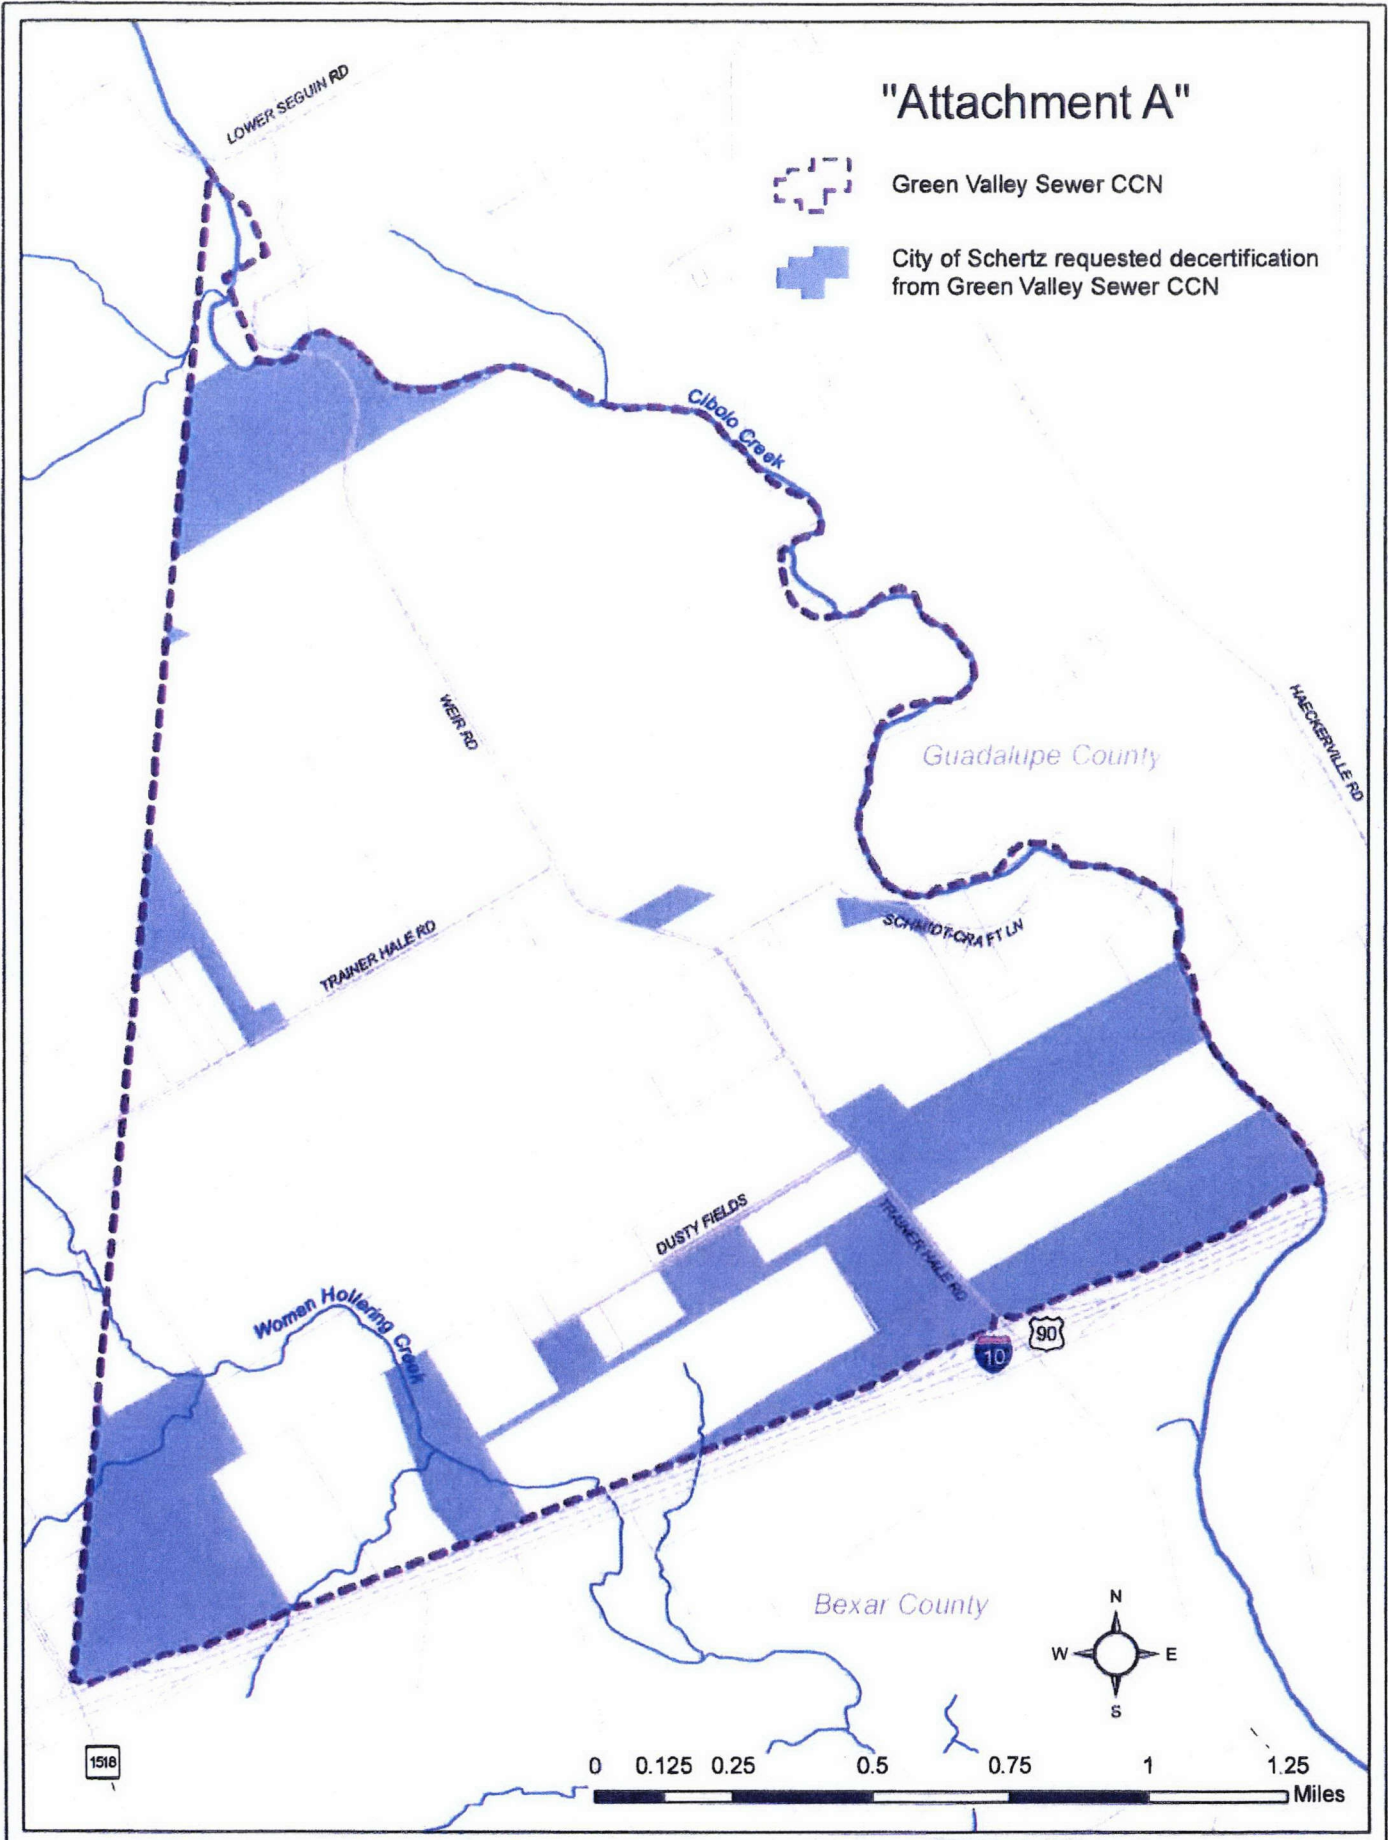 "Attachment A"
Green Valley Sewer CCN
City of Schertz requested decertification
from Green Valley Sewer CCN
LOWER SEGUIN RD
Cibolo Creek
WEIR RD
HAECKERVILLE RD
Guadalupe County
TRAINER HALE RD
SCHMIDT-CRAFT LN
DUSTY FIELDS
TRAINER HALE RD
Woman Hollering Creek
90
10
Bexar County
N
W E
S
1518
0 0.125 0.25 0.5 0.75 1 1.25
Miles